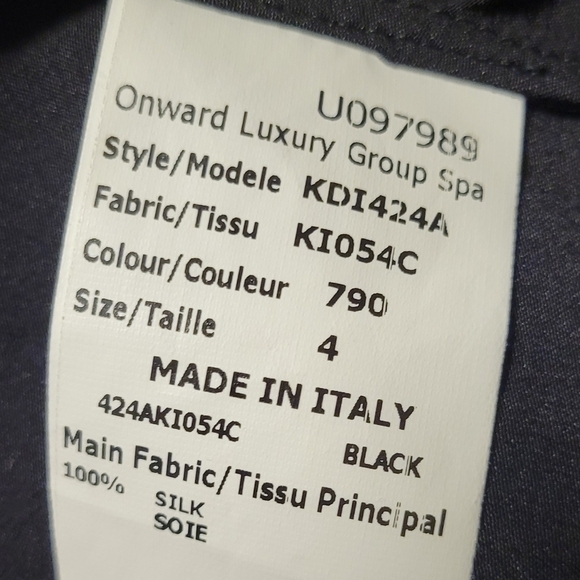 U097989
Onward Luxury Group Spa
Style/Modele KDI424A
Fabric/Tissu KI054C
Colour/Couleur 790
Size/Taille 4
MADE IN ITALY
424AKI054C BLACK
Main Fabric/Tissu Principal
100% SILK
SOIE